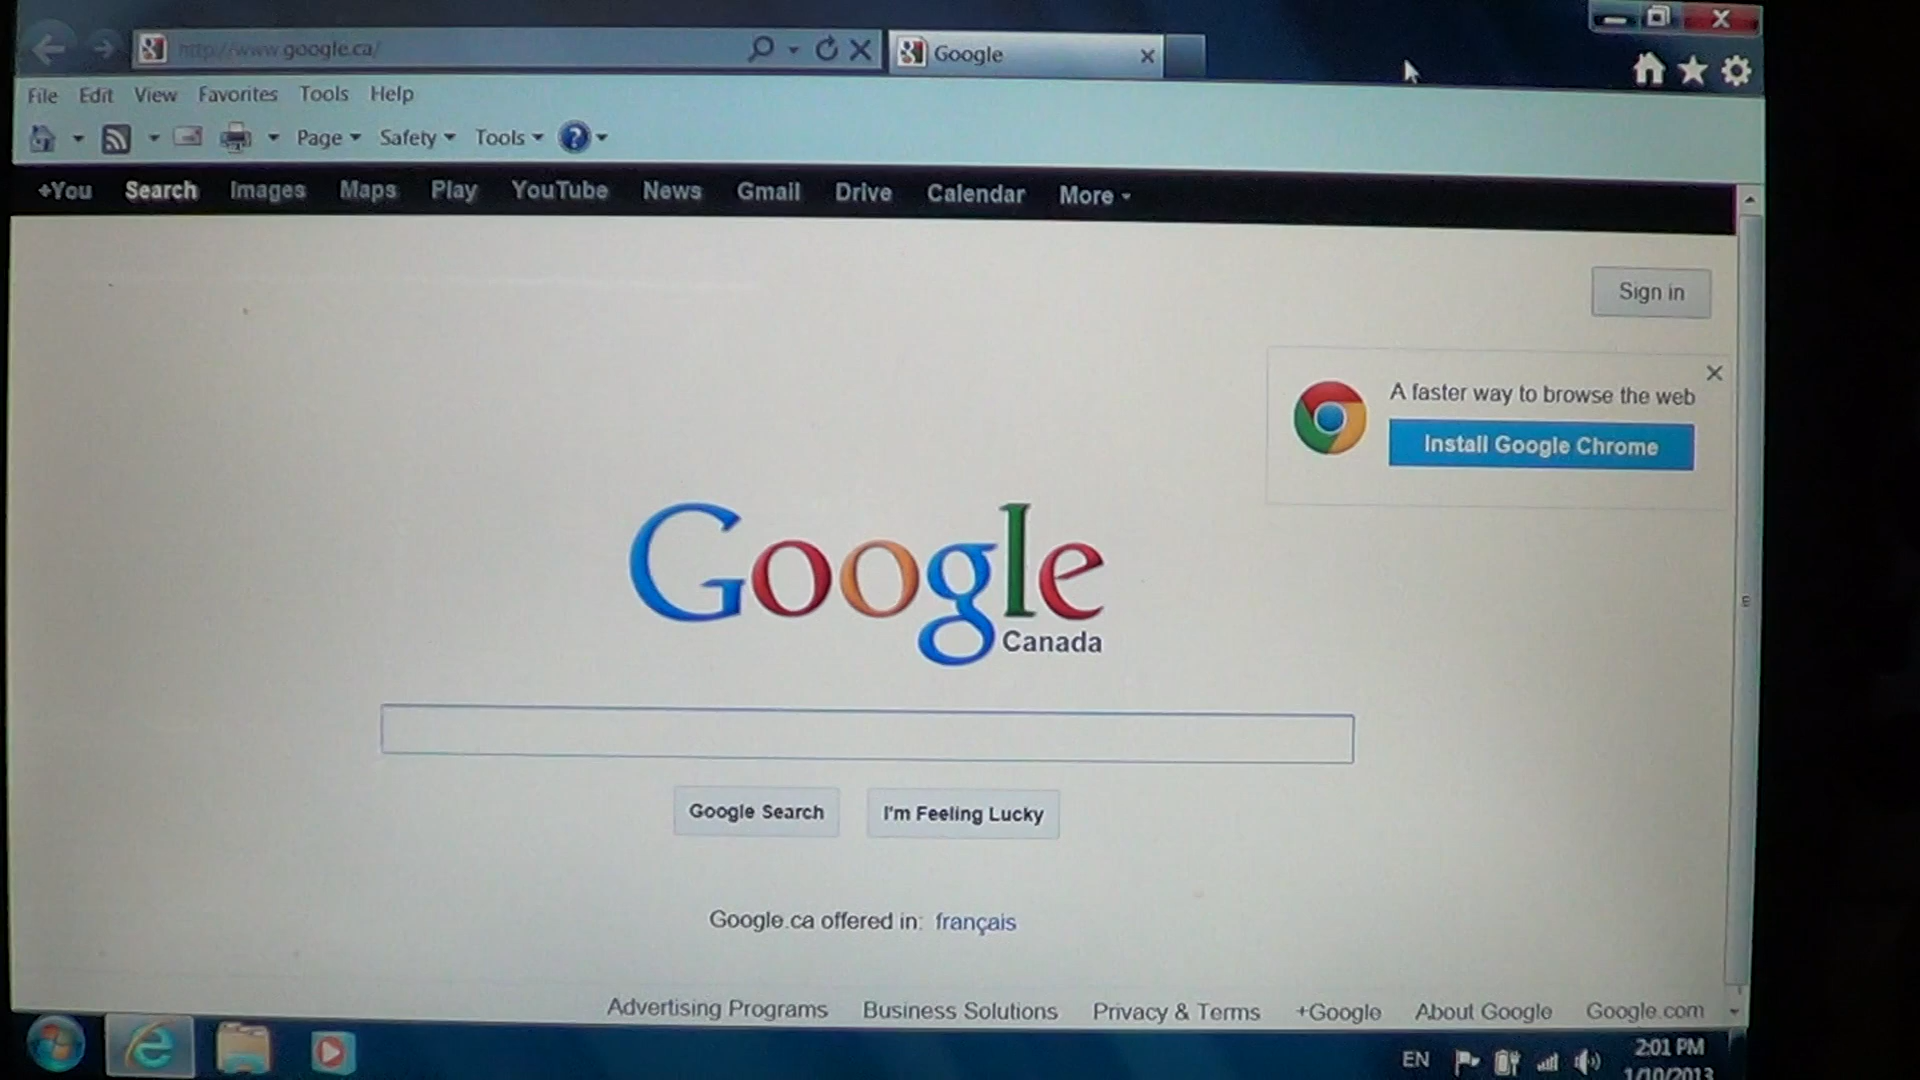 http://www.google.ca/
Google
File Edit View Favorites Tools Help
Page Safety Tools ?
+You Search Images Maps Play YouTube News Gmail Drive Calendar More
Sign in
A faster way to browse the web
Install Google Chrome
Google
Canada
Google Search I'm Feeling Lucky
Google.ca offered in: français
Advertising Programs Business Solutions Privacy & Terms +Google About Google Google.com
EN 2:01 PM
1/10/2013